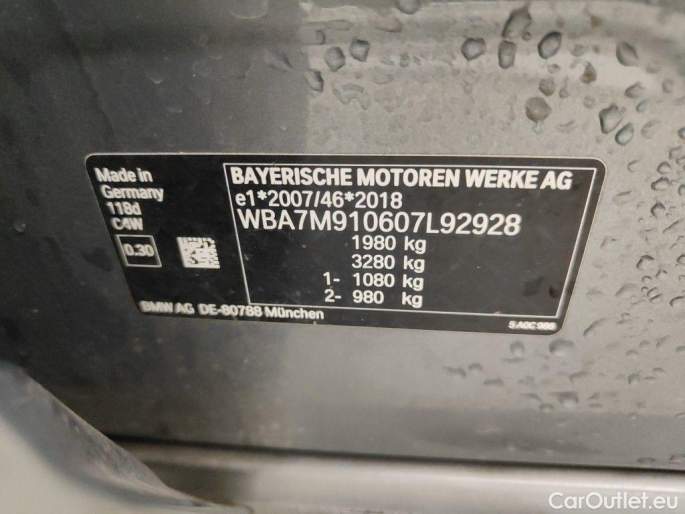 Made in
Germany
118d
C4W
0.30
BAYERISCHE MOTOREN WERKE AG
e1*2007/46*2018
WBA7M910607L92928
1980 kg
3280 kg
1- 1080 kg
2- 980 kg
BMW AG DE-80788 München
CarOutlet.eu